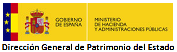 GOBIERNO
DE ESPAÑA
MINISTERIO
DE HACIENDA
Y ADMINISTRACIONES PÚBLICAS
Dirección General de Patrimonio del Estado